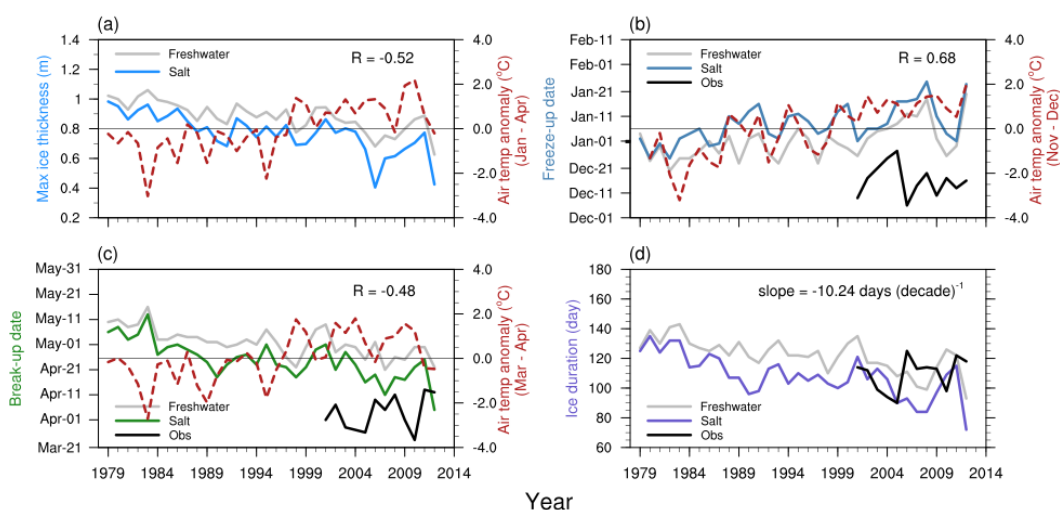 (a)
1.4
1.2
1
0.8
0.6
0.4
0.2
Max ice thickness (m)
Freshwater
Salt
R = -0.52
4.0
2.0
0.0
-2.0
-4.0
Air temp anomaly (°C)
(Jan - Apr)
(b)
Feb-11
Feb-01
Jan-21
Jan-11
Jan-01
Dec-21
Dec-11
Dec-01
Freeze-up date
Freshwater
Salt
Obs
R = 0.68
4.0
2.0
0.0
-2.0
-4.0
Air temp anomaly (°C)
(Nov - Dec)
(c)
May-31
May-21
May-11
May-01
Apr-21
Apr-11
Apr-01
Mar-21
Break-up date
R = -0.48
Freshwater
Salt
Obs
4.0
2.0
0.0
-2.0
-4.0
Air temp anomaly (°C)
(Mar - Apr)
1979 1984 1989 1994 1999 2004 2009 2014
(d)
180
160
140
120
100
80
60
Ice duration (day)
slope = -10.24 days (decade)⁻¹
Freshwater
Salt
Obs
1979 1984 1989 1994 1999 2004 2009 2014
Year